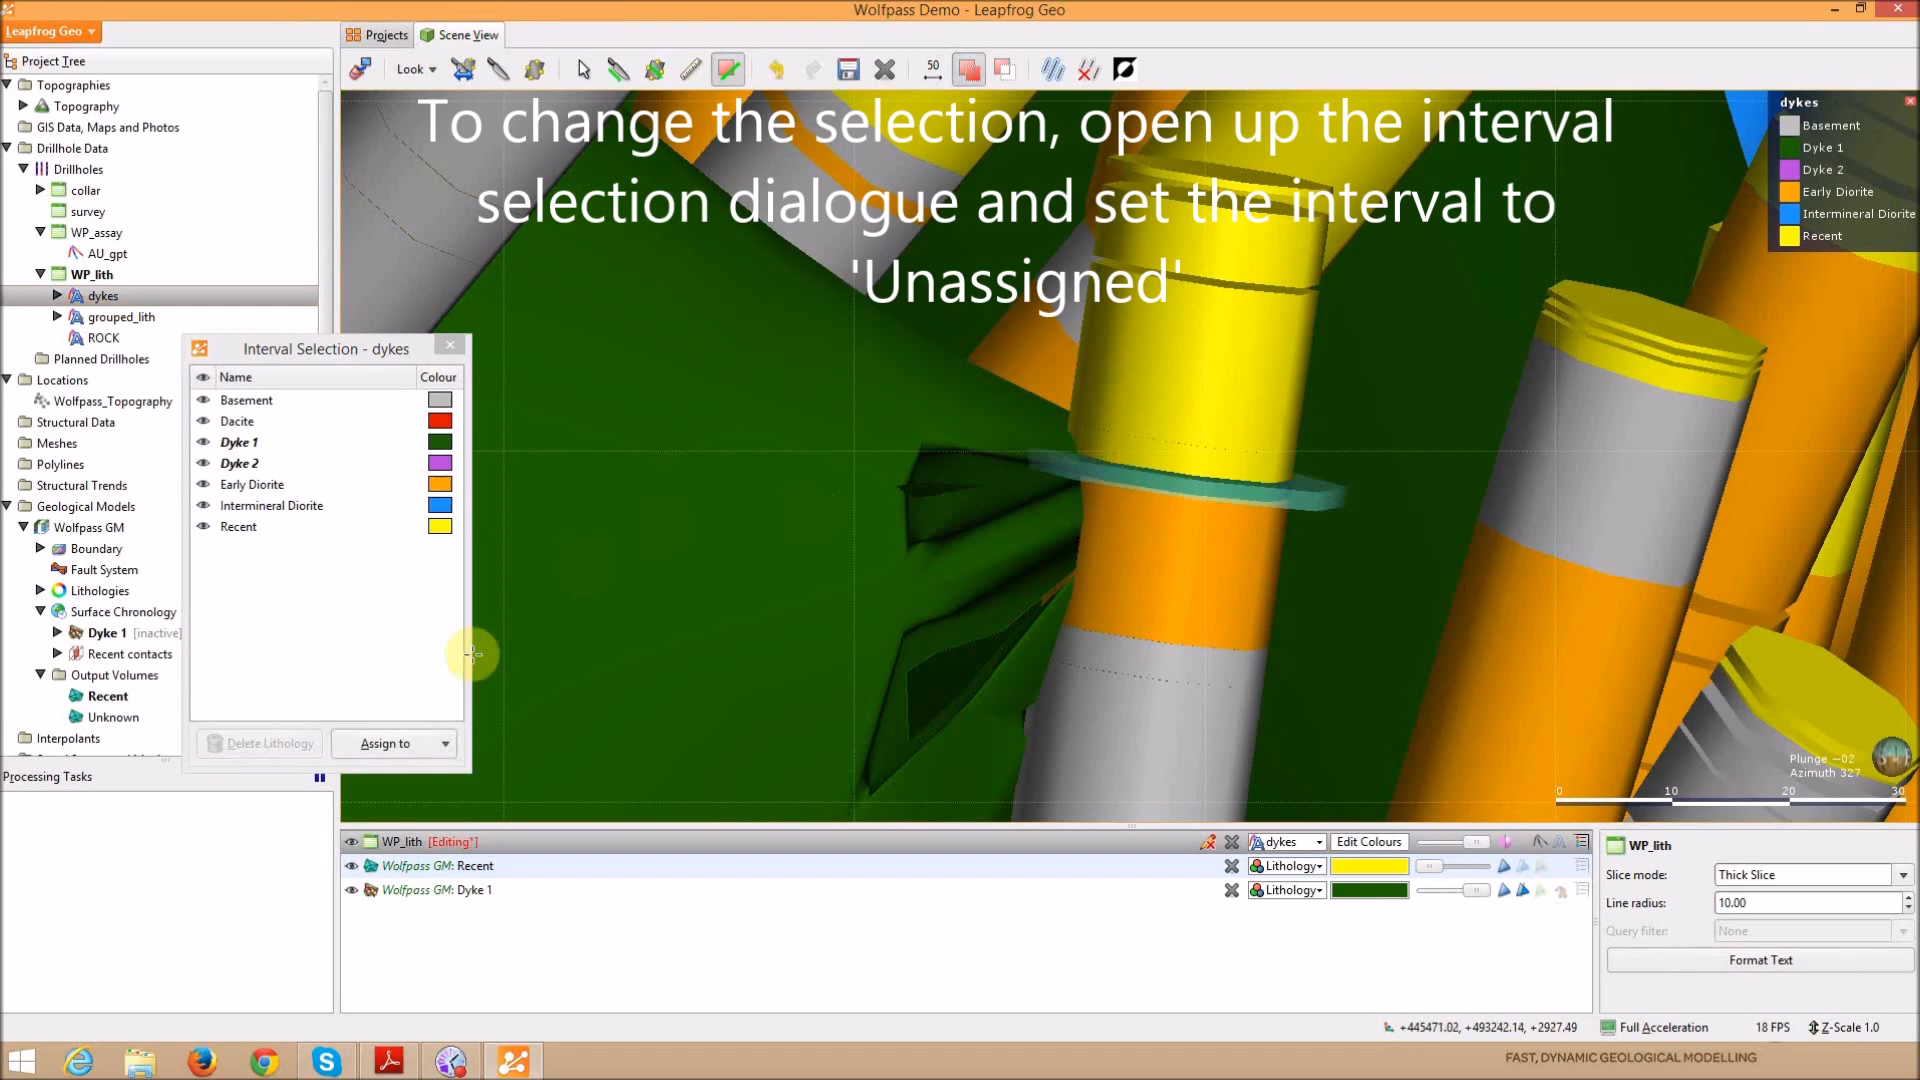 Wolfpass Demo - Leapfrog Geo
Leapfrog Geo
Projects
Scene View
Project Tree
Look
50
Topographies
Topography
GIS Data, Maps and Photos
Drillhole Data
Drillholes
collar
survey
WP_assay
AU_gpt
WP_lith
dykes
grouped_lith
ROCK
Planned Drillholes
Locations
Wolfpass_Topography
Structural Data
Meshes
Polylines
Structural Trends
Geological Models
Wolfpass GM
Boundary
Fault System
Lithologies
Surface Chronology
Dyke 1 [inactive]
Recent contacts
Output Volumes
Recent
Unknown
Interpolants
Processing Tasks
Interval Selection - dykes
Name
Colour
Basement
Dacite
Dyke 1
Dyke 2
Early Diorite
Intermineral Diorite
Recent
Delete Lithology
Assign to
To change the selection, open up the interval
selection dialogue and set the interval to
'Unassigned'
dykes
Basement
Dyke 1
Dyke 2
Early Diorite
Intermineral Diorite
Recent
Plunge −02
Azimuth 327
0 10 20 30
WP_lith [Editing*]
dykes
Edit Colours
Wolfpass GM: Recent
Lithology
Wolfpass GM: Dyke 1
Lithology
WP_lith
Slice mode: Thick Slice
Line radius: 10.00
Query filter: None
Format Text
+445471.02, +493242.14, +2927.49
Full Acceleration
18 FPS
Z-Scale 1.0
FAST, DYNAMIC GEOLOGICAL MODELLING